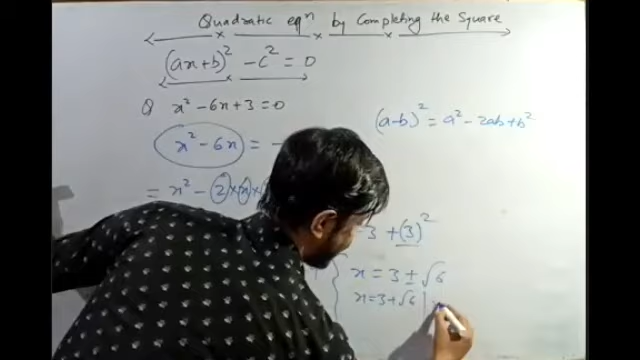 Quadratic eqⁿ by Completing the Square
(ax+b)² - c² = 0
Q x² - 6x + 3 = 0
(a-b)² = a² - 2ab + b²
x² - 6x = -
= x² - 2 × x ×
3 + (3)²
x = 3 ± √6
x = 3 + √6 |